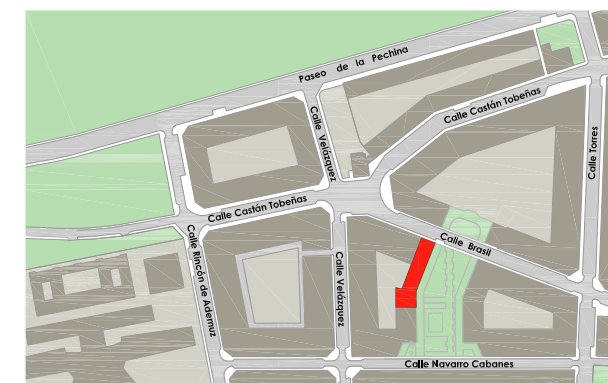 Paseo de la Pechina
Calle Velázquez
Calle Castán Tobeñas
Calle Torres
Calle Castán Tobeñas
Calle Brasil
Calle Rincón de Ademuz
Calle Velázquez
Calle Navarro Cabanes